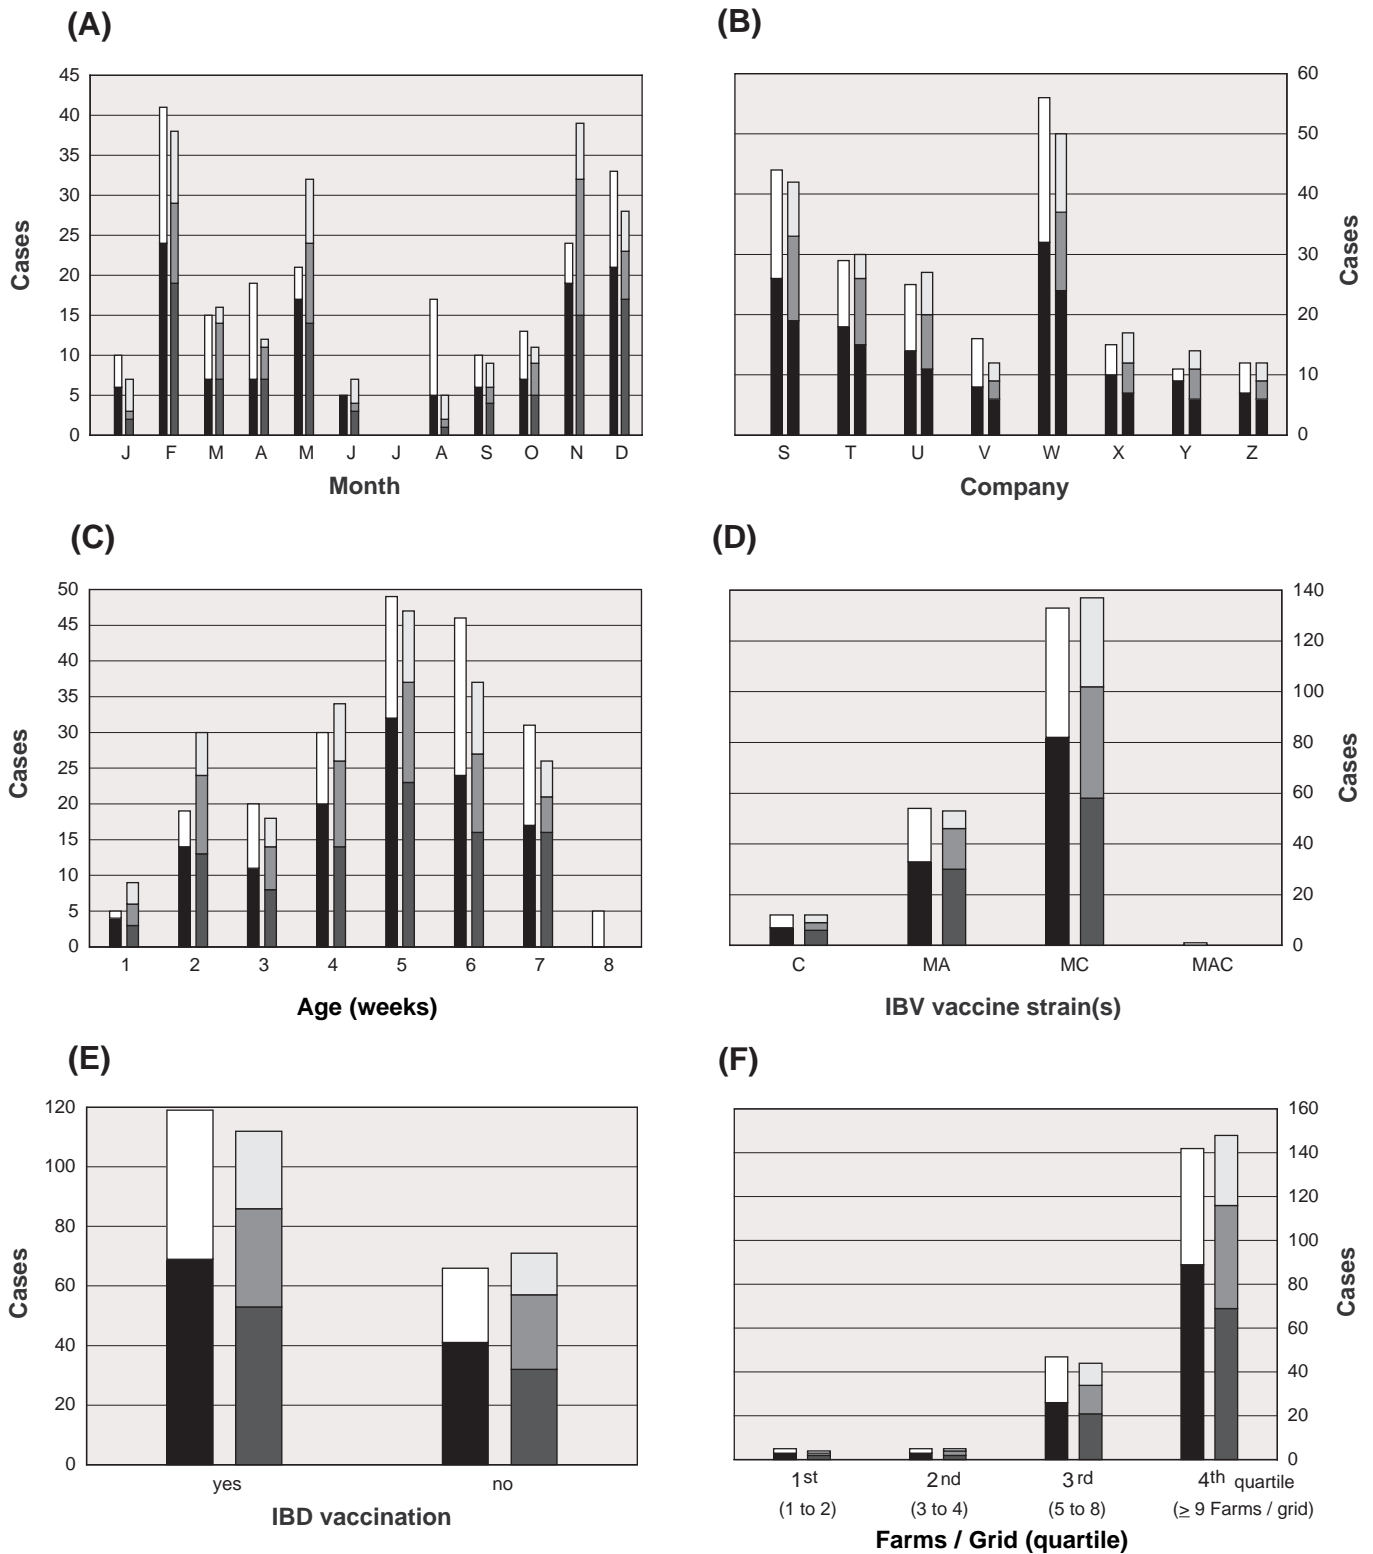 (A)
45
40
35
30
25
20
15
10
5
0
Cases
J F M A M J J A S O N D
Month
(B)
60
50
40
30
20
10
0
Cases
S T U V W X Y Z
Company
(C)
50
45
40
35
30
25
20
15
10
5
0
Cases
1 2 3 4 5 6 7 8
Age (weeks)
(D)
140
120
100
80
60
40
20
0
Cases
C MA MC MAC
IBV vaccine strain(s)
(E)
120
100
80
60
40
20
0
Cases
yes no
IBD vaccination
(F)
160
140
120
100
80
60
40
20
0
Cases
1st 2nd 3rd 4th quartile
(1 to 2) (3 to 4) (5 to 8) (≥ 9 Farms / grid)
Farms / Grid (quartile)